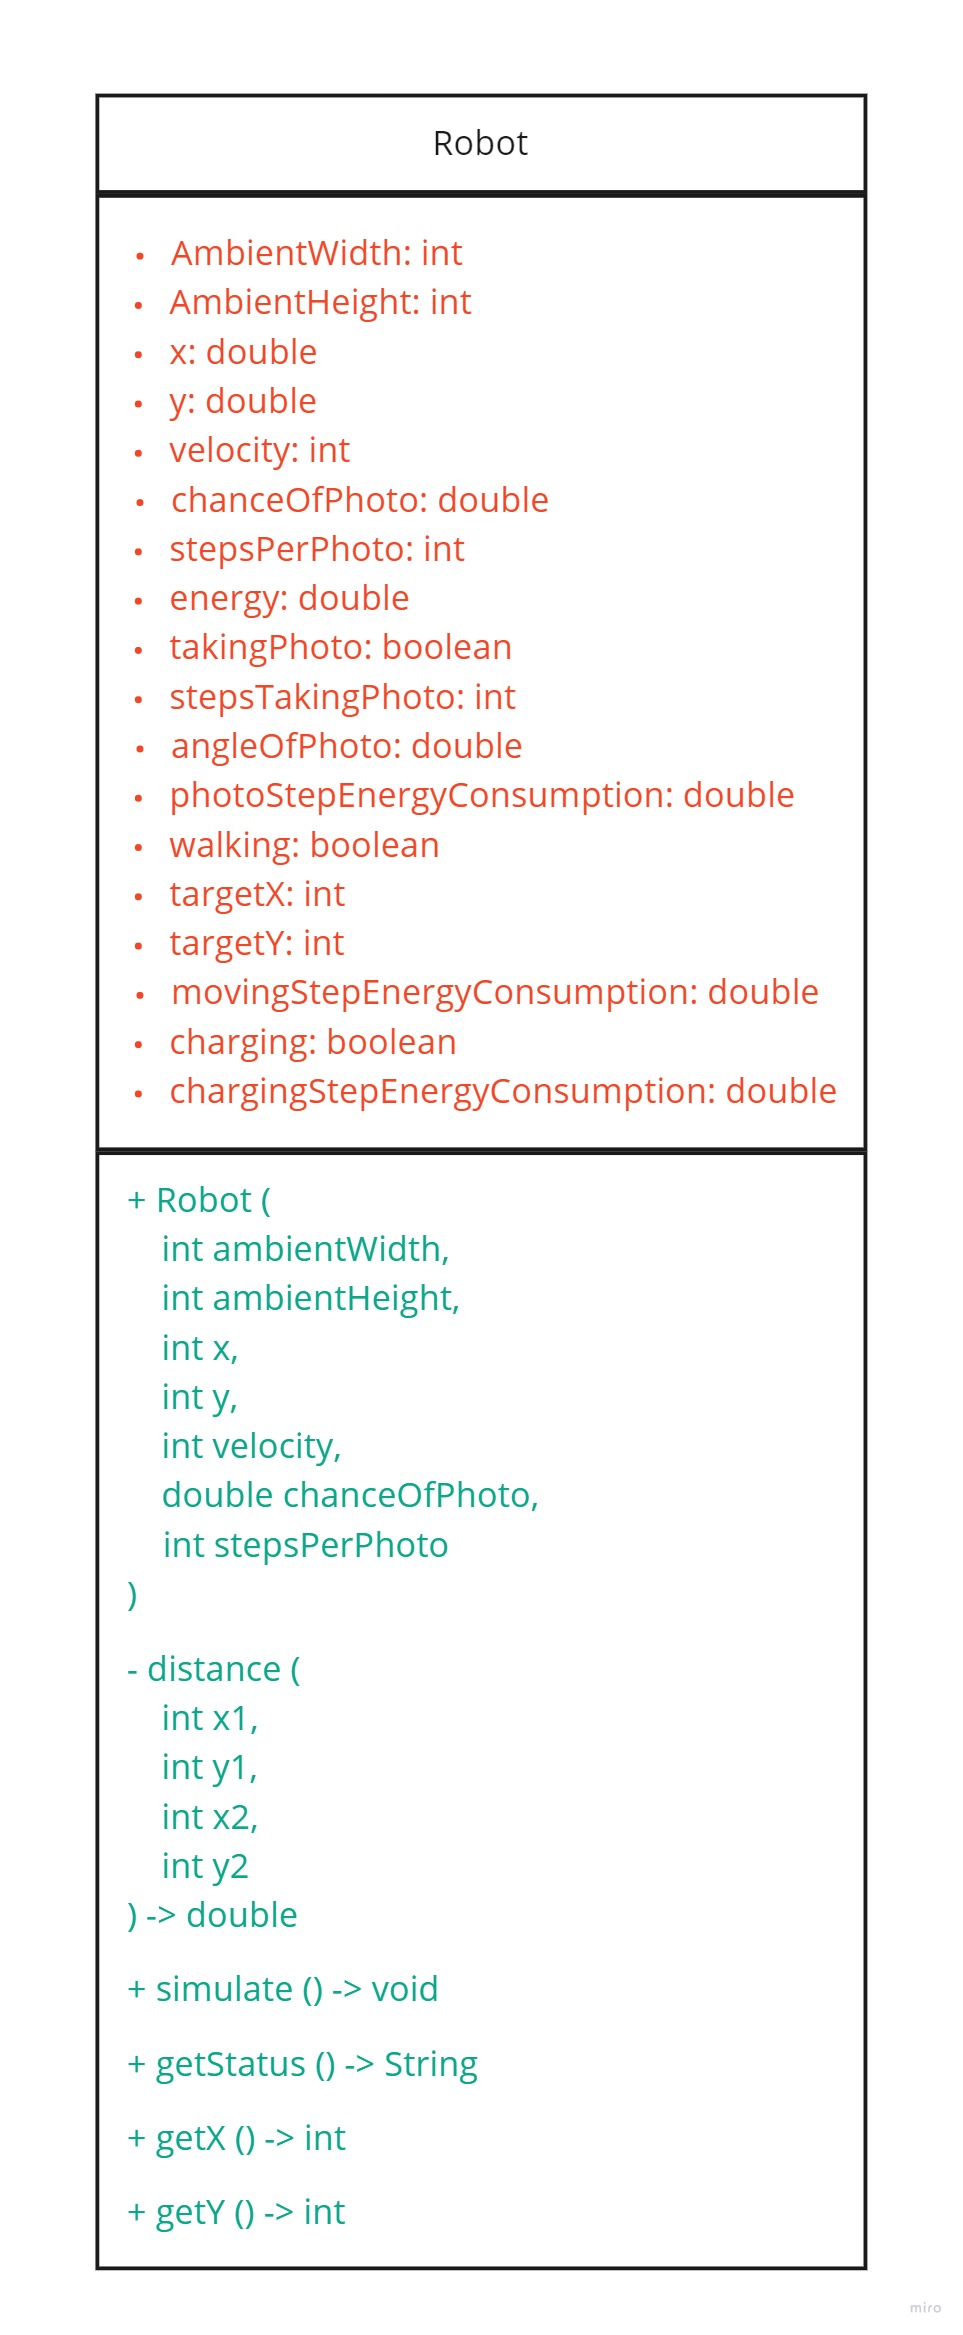 Robot
• AmbientWidth: int
• AmbientHeight: int
• x: double
• y: double
• velocity: int
• chanceOfPhoto: double
• stepsPerPhoto: int
• energy: double
• takingPhoto: boolean
• stepsTakingPhoto: int
• angleOfPhoto: double
• photoStepEnergyConsumption: double
• walking: boolean
• targetX: int
• targetY: int
• movingStepEnergyConsumption: double
• charging: boolean
• chargingStepEnergyConsumption: double
+ Robot (
int ambientWidth,
int ambientHeight,
int x,
int y,
int velocity,
double chanceOfPhoto,
int stepsPerPhoto
)
- distance (
int x1,
int y1,
int x2,
int y2
) -> double
+ simulate () -> void
+ getStatus () -> String
+ getX () -> int
+ getY () -> int
miro